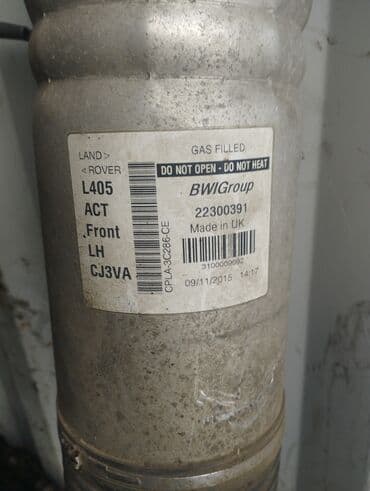 LAND>
<ROVER
L405
ACT
Front
LH
CJ3VA
CPLA-3C286-CE
GAS FILLED
DO NOT OPEN - DO NOT HEAT
BWIGroup
22300391
Made in UK
09/11/2015 14:17